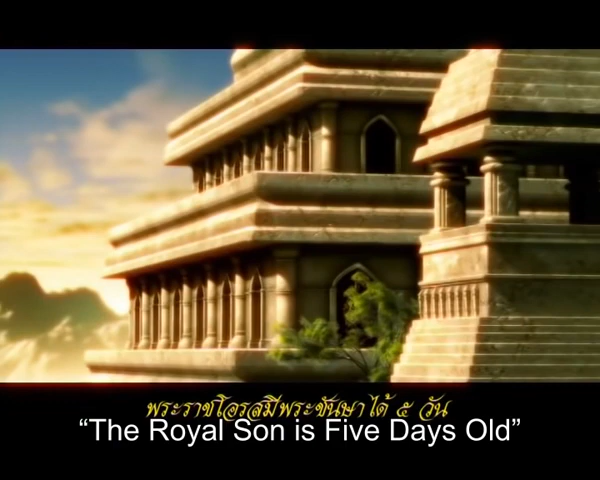 พระราชโอรสมีพระชันษาได้ ๕ วัน
“The Royal Son is Five Days Old”